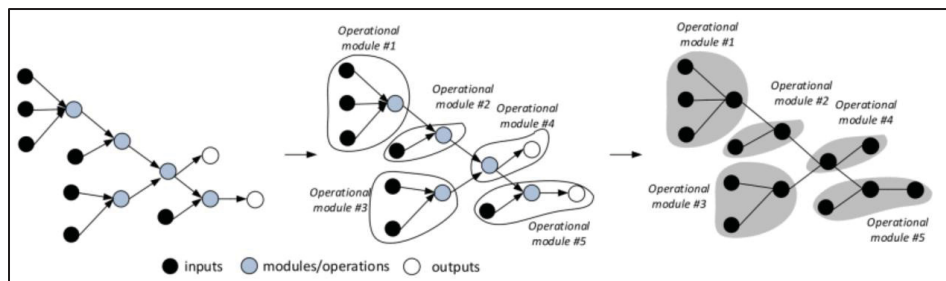 Operational
module #1
Operational
module #2
Operational
module #4
Operational
module #3
Operational
module #5
Operational
module #1
Operational
module #2
Operational
module #4
Operational
module #3
Operational
module #5
inputs
modules/operations
outputs